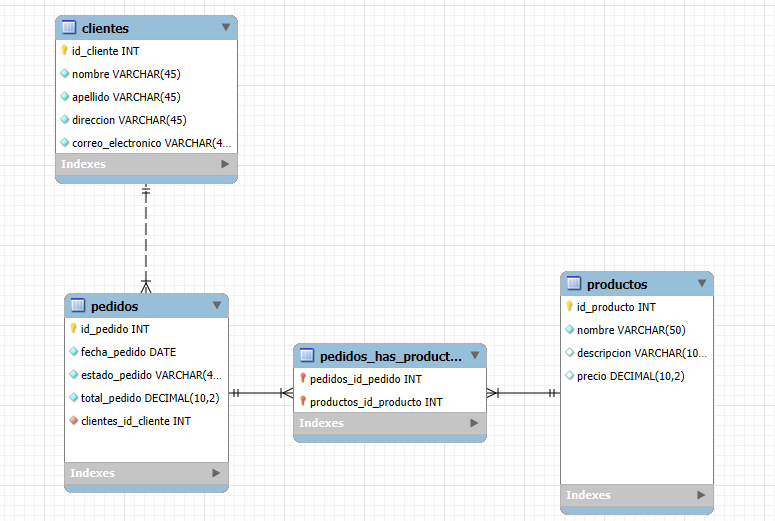 clientes
id_cliente INT
nombre VARCHAR(45)
apellido VARCHAR(45)
direccion VARCHAR(45)
correo_electronico VARCHAR(4...
Indexes
pedidos
id_pedido INT
fecha_pedido DATE
estado_pedido VARCHAR(4...
total_pedido DECIMAL(10,2)
clientes_id_cliente INT
Indexes
pedidos_has_product...
pedidos_id_pedido INT
productos_id_producto INT
Indexes
productos
id_producto INT
nombre VARCHAR(50)
descripcion VARCHAR(10...
precio DECIMAL(10,2)
Indexes